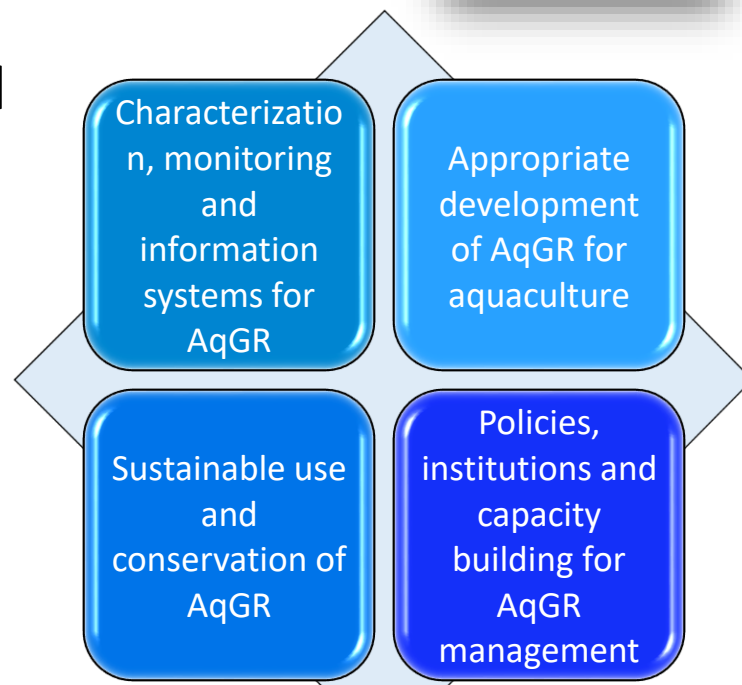 Characterizatio
n, monitoring
and
information
systems for
AqGR
Appropriate
development
of AqGR for
aquaculture
Sustainable use
and
conservation of
AqGR
Policies,
institutions and
capacity
building for
AqGR
management